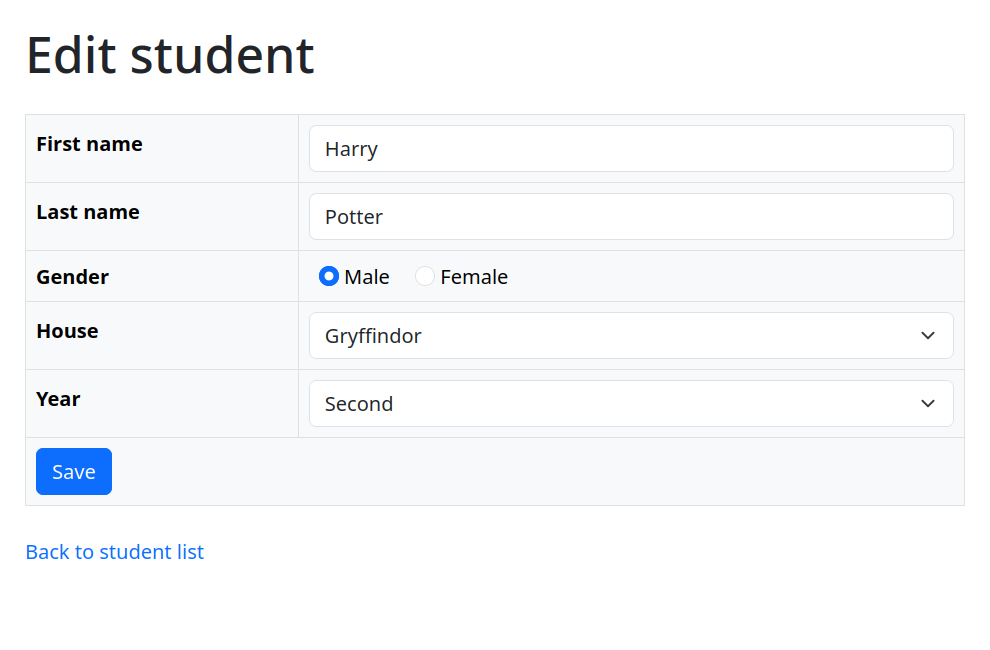 Edit student
First name Harry
Last name Potter
Gender Male Female
House Gryffindor
Year Second
Save
Back to student list